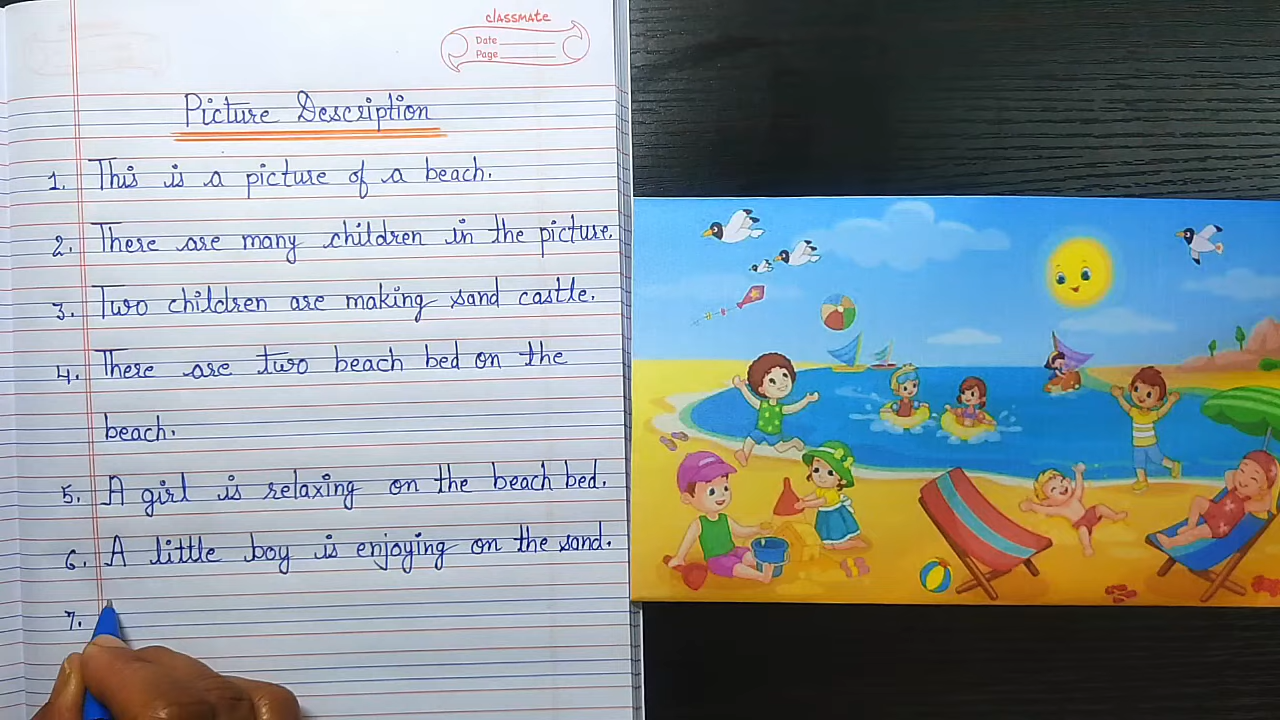 classmate
Date
Page
Picture Description
1. This is a picture of a beach.
2. There are many children in the picture.
3. Two children are making sand castle.
4. There are two beach bed on the
beach.
5. A girl is relaxing on the beach bed.
6. A little boy is enjoying on the sand.
7.